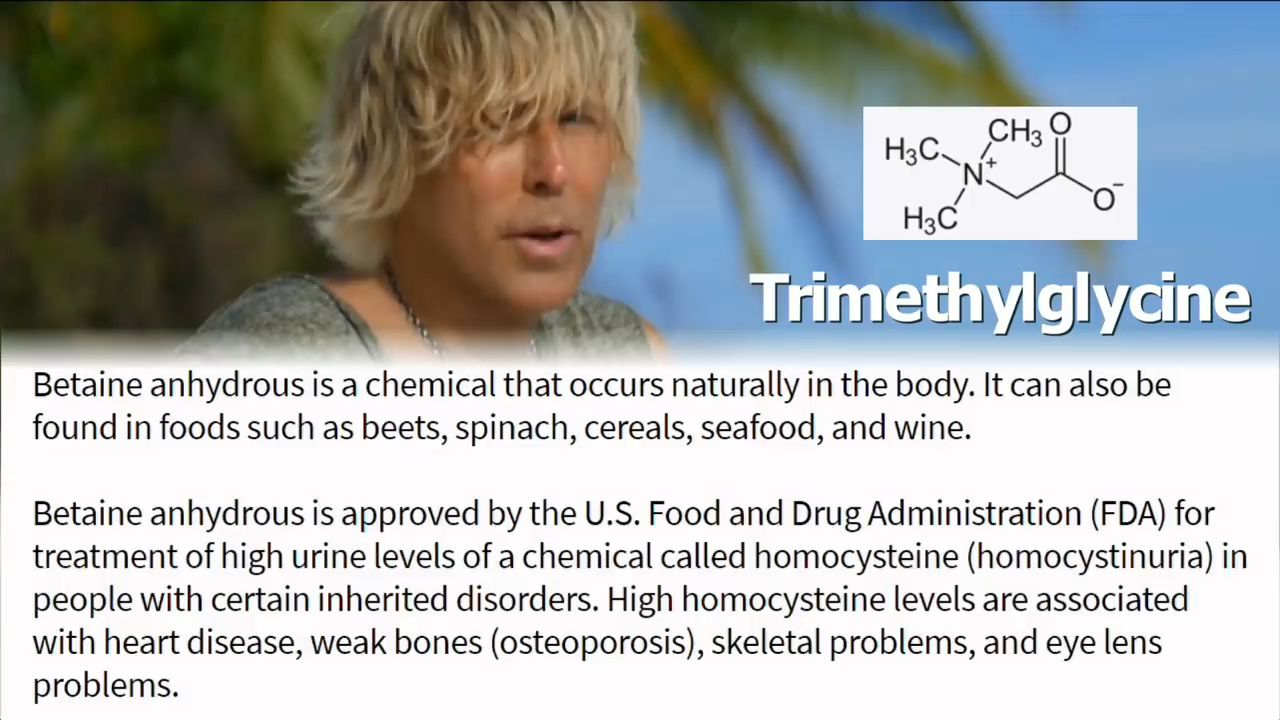 H₃C
CH₃
O
N⁺
O⁻
H₃C
Trimethylglycine
Betaine anhydrous is a chemical that occurs naturally in the body. It can also be
found in foods such as beets, spinach, cereals, seafood, and wine.
Betaine anhydrous is approved by the U.S. Food and Drug Administration (FDA) for
treatment of high urine levels of a chemical called homocysteine (homocystinuria) in
people with certain inherited disorders. High homocysteine levels are associated
with heart disease, weak bones (osteoporosis), skeletal problems, and eye lens
problems.